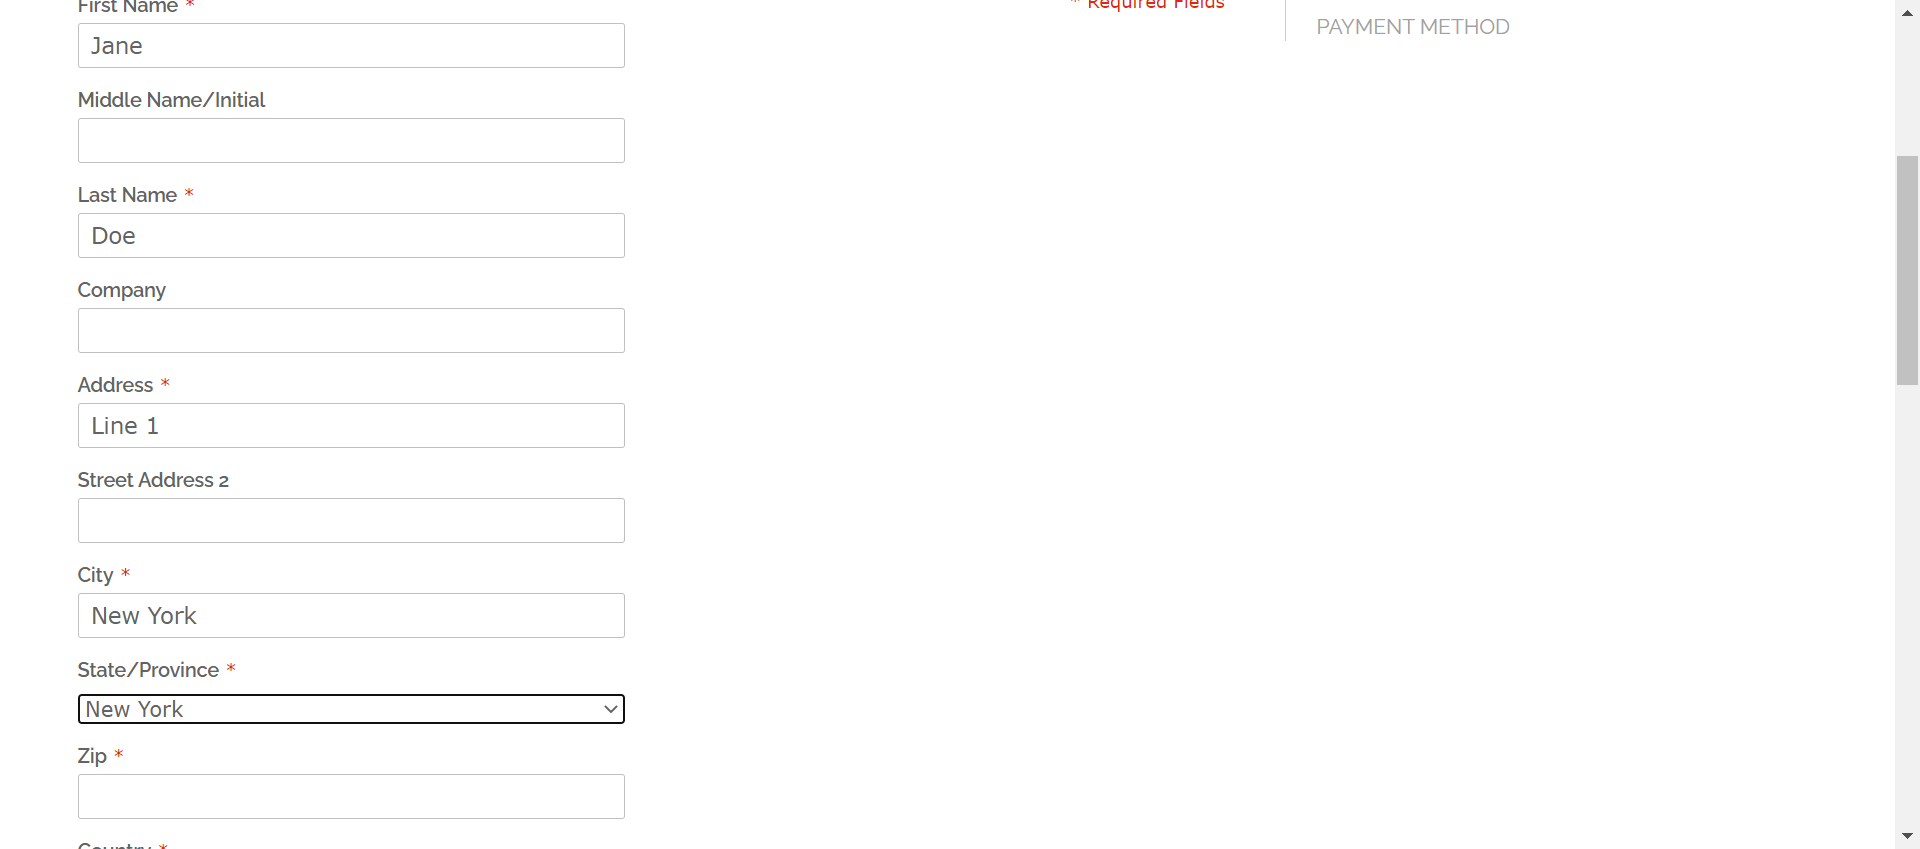 First Name *
Jane
Middle Name/Initial
Last Name *
Doe
Company
Address *
Line 1
Street Address 2
City *
New York
State/Province *
New York
Zip *
Country *
* Required Fields
PAYMENT METHOD